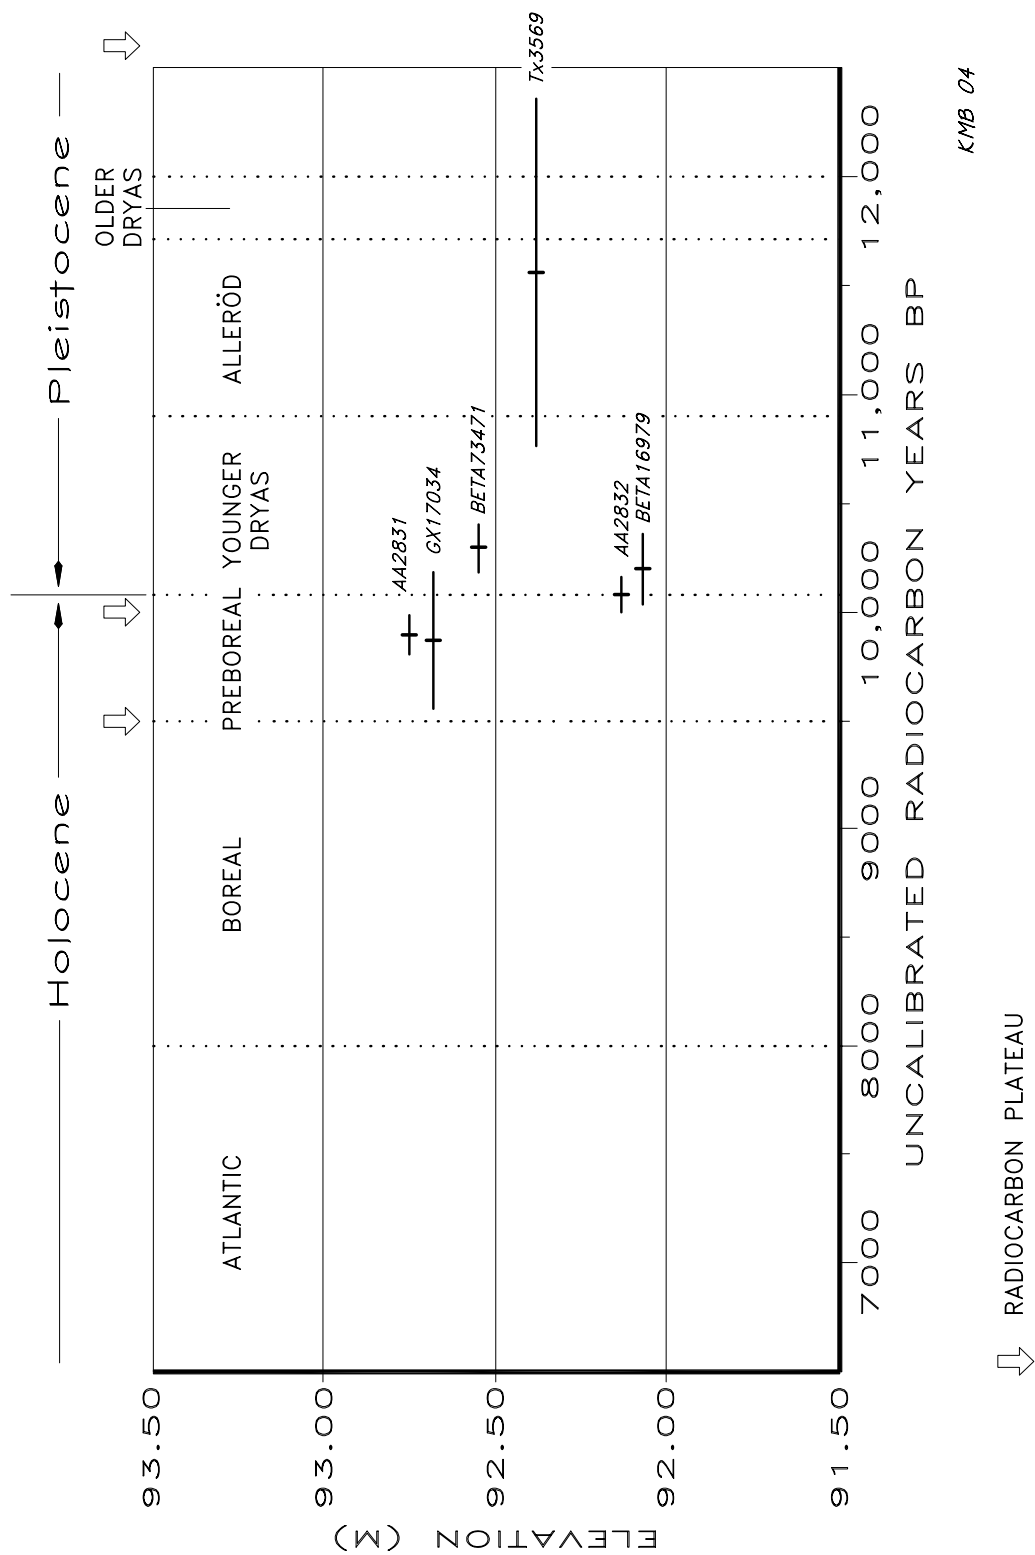 Holocene
Pleistocene
OLDER
DRYAS
ATLANTIC
BOREAL
PREBOREAL
YOUNGER
DRYAS
ALLERÖD
AA2831
GX17034
BETA73471
Tx3569
AA2832
BETA16979
ELEVATION (M)
93.50
93.00
92.50
92.00
91.50
7000
8000
9000
10,000
11,000
12,000
UNCALIBRATED RADIOCARBON YEARS BP
KMB 04
RADIOCARBON PLATEAU